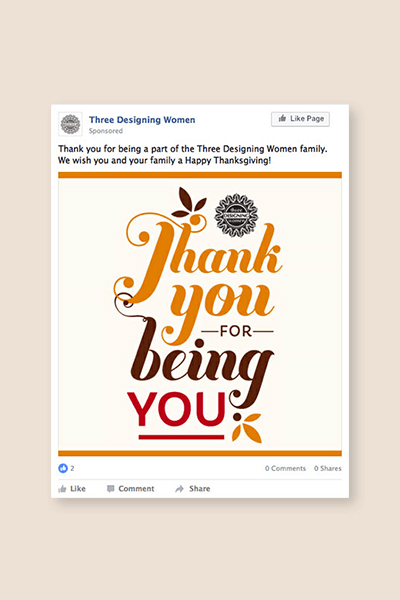 Three Designing Women
Like Page
Sponsored
Thank you for being a part of the Three Designing Women family.
We wish you and your family a Happy Thanksgiving!
Three
DESIGNING
Thank
you
FOR
being
YOU
2
0 Comments 0 Shares
Like Comment Share